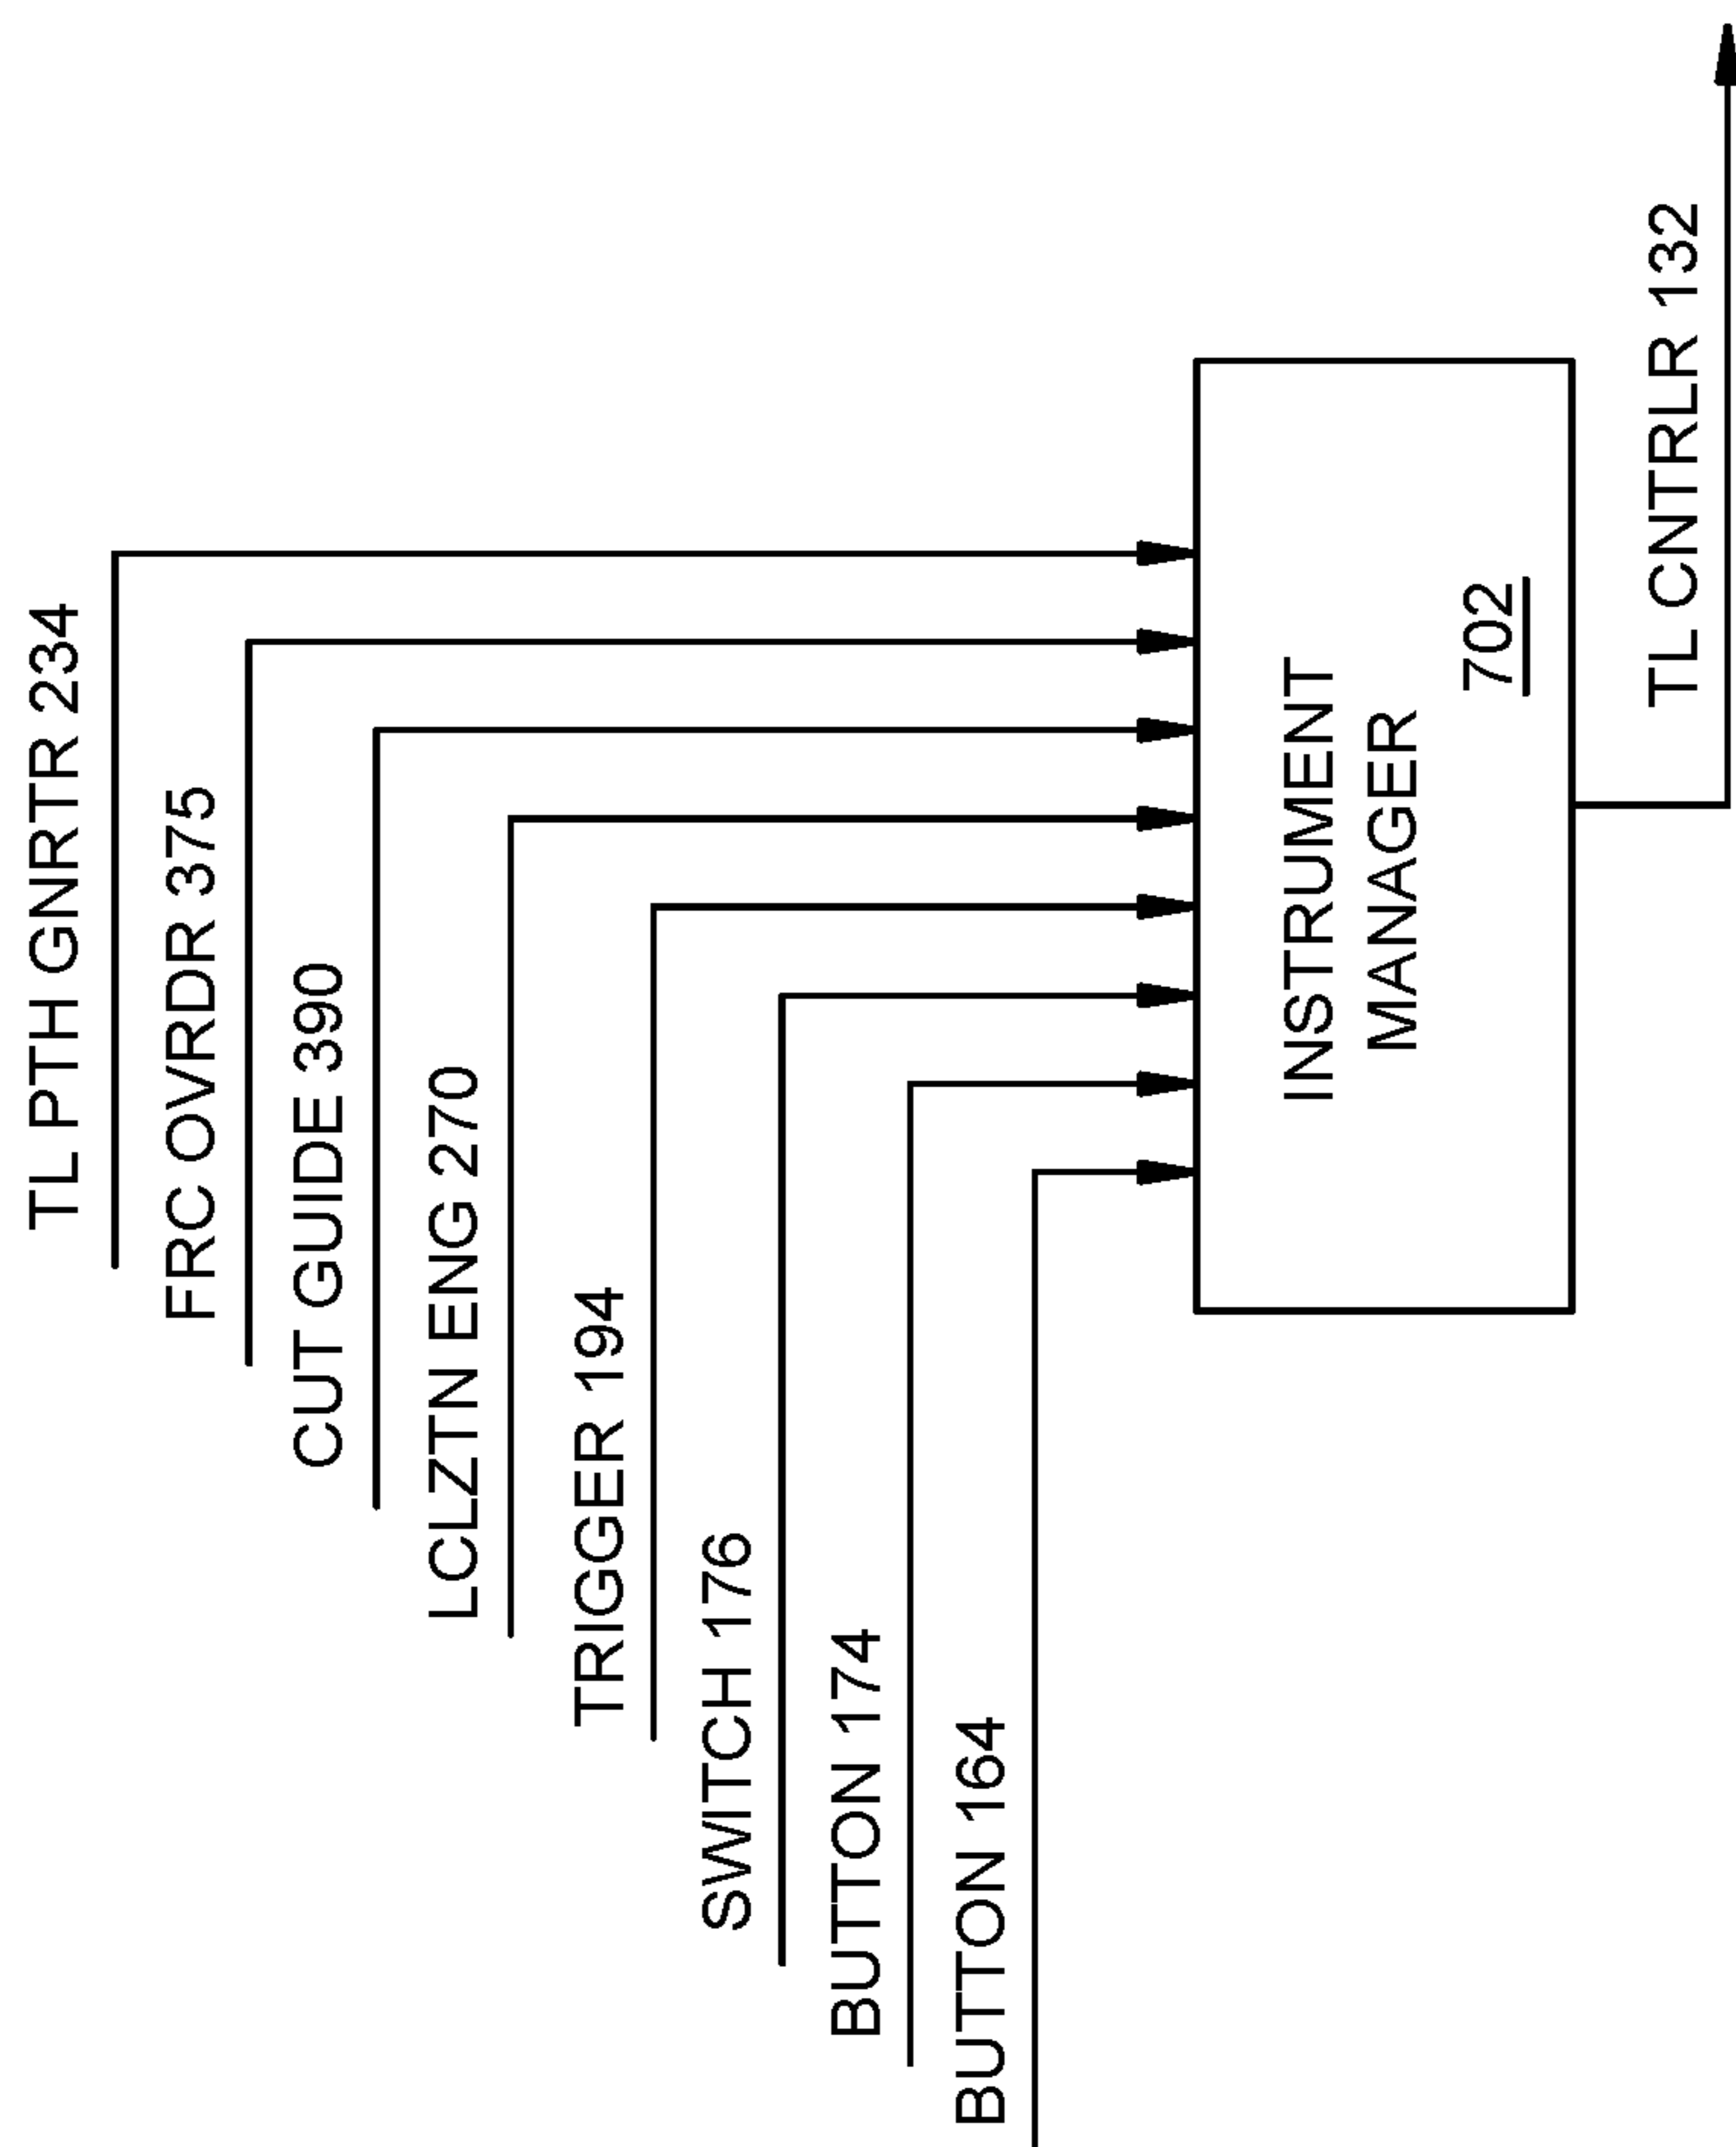 TL PTH GNRTR 234
FRC OVRDR 375
CUT GUIDE 390
LCLZTN ENG 270
TRIGGER 194
SWITCH 176
BUTTON 174
BUTTON 164
INSTRUMENT
MANAGER
702
TL CNTRLR 132